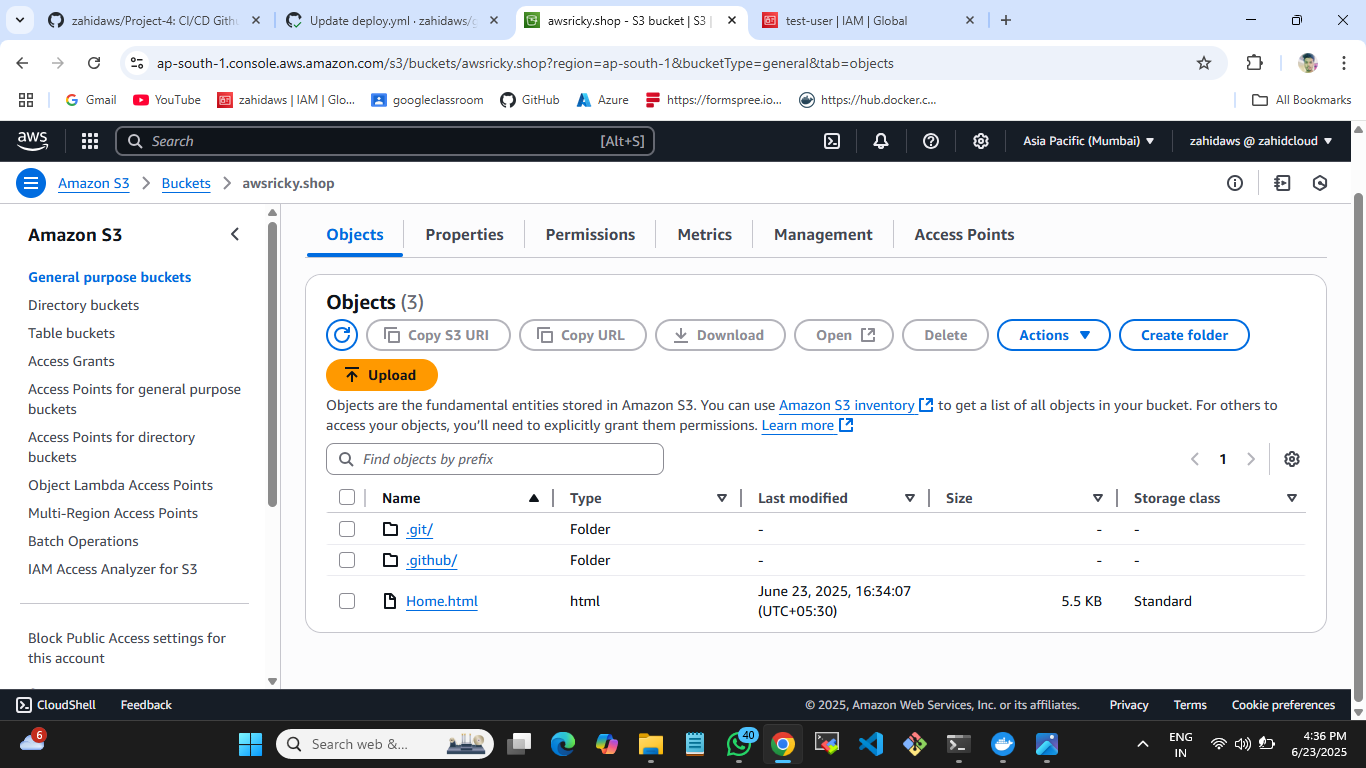 zahidaws/Project-4: CI/CD Githu
Update deploy.yml · zahidaws/g
awsricky.shop - S3 bucket | S3 |
test-user | IAM | Global
ap-south-1.console.aws.amazon.com/s3/buckets/awsricky.shop?region=ap-south-1&bucketType=general&tab=objects
Gmail
YouTube
zahidaws | IAM | Glo...
googleclassroom
GitHub
Azure
https://formspree.io...
https://hub.docker.c...
All Bookmarks
aws
Search
[Alt+S]
Asia Pacific (Mumbai)
zahidaws @ zahidcloud
Amazon S3
Buckets
awsricky.shop
Amazon S3
General purpose buckets
Directory buckets
Table buckets
Access Grants
Access Points for general purpose
buckets
Access Points for directory
buckets
Object Lambda Access Points
Multi-Region Access Points
Batch Operations
IAM Access Analyzer for S3
Block Public Access settings for
this account
Objects
Properties
Permissions
Metrics
Management
Access Points
Objects (3)
Copy S3 URI
Copy URL
Download
Open
Delete
Actions
Create folder
Upload
Objects are the fundamental entities stored in Amazon S3. You can use Amazon S3 inventory to get a list of all objects in your bucket. For others to
access your objects, you'll need to explicitly grant them permissions. Learn more
Find objects by prefix
1
Name Type Last modified Size Storage class
.git/ Folder - - -
.github/ Folder - - -
Home.html html June 23, 2025, 16:34:07 (UTC+05:30) 5.5 KB Standard
CloudShell
Feedback
© 2025, Amazon Web Services, Inc. or its affiliates.
Privacy
Terms
Cookie preferences
6
Search web &...
40
ENG
IN
4:36 PM
6/23/2025